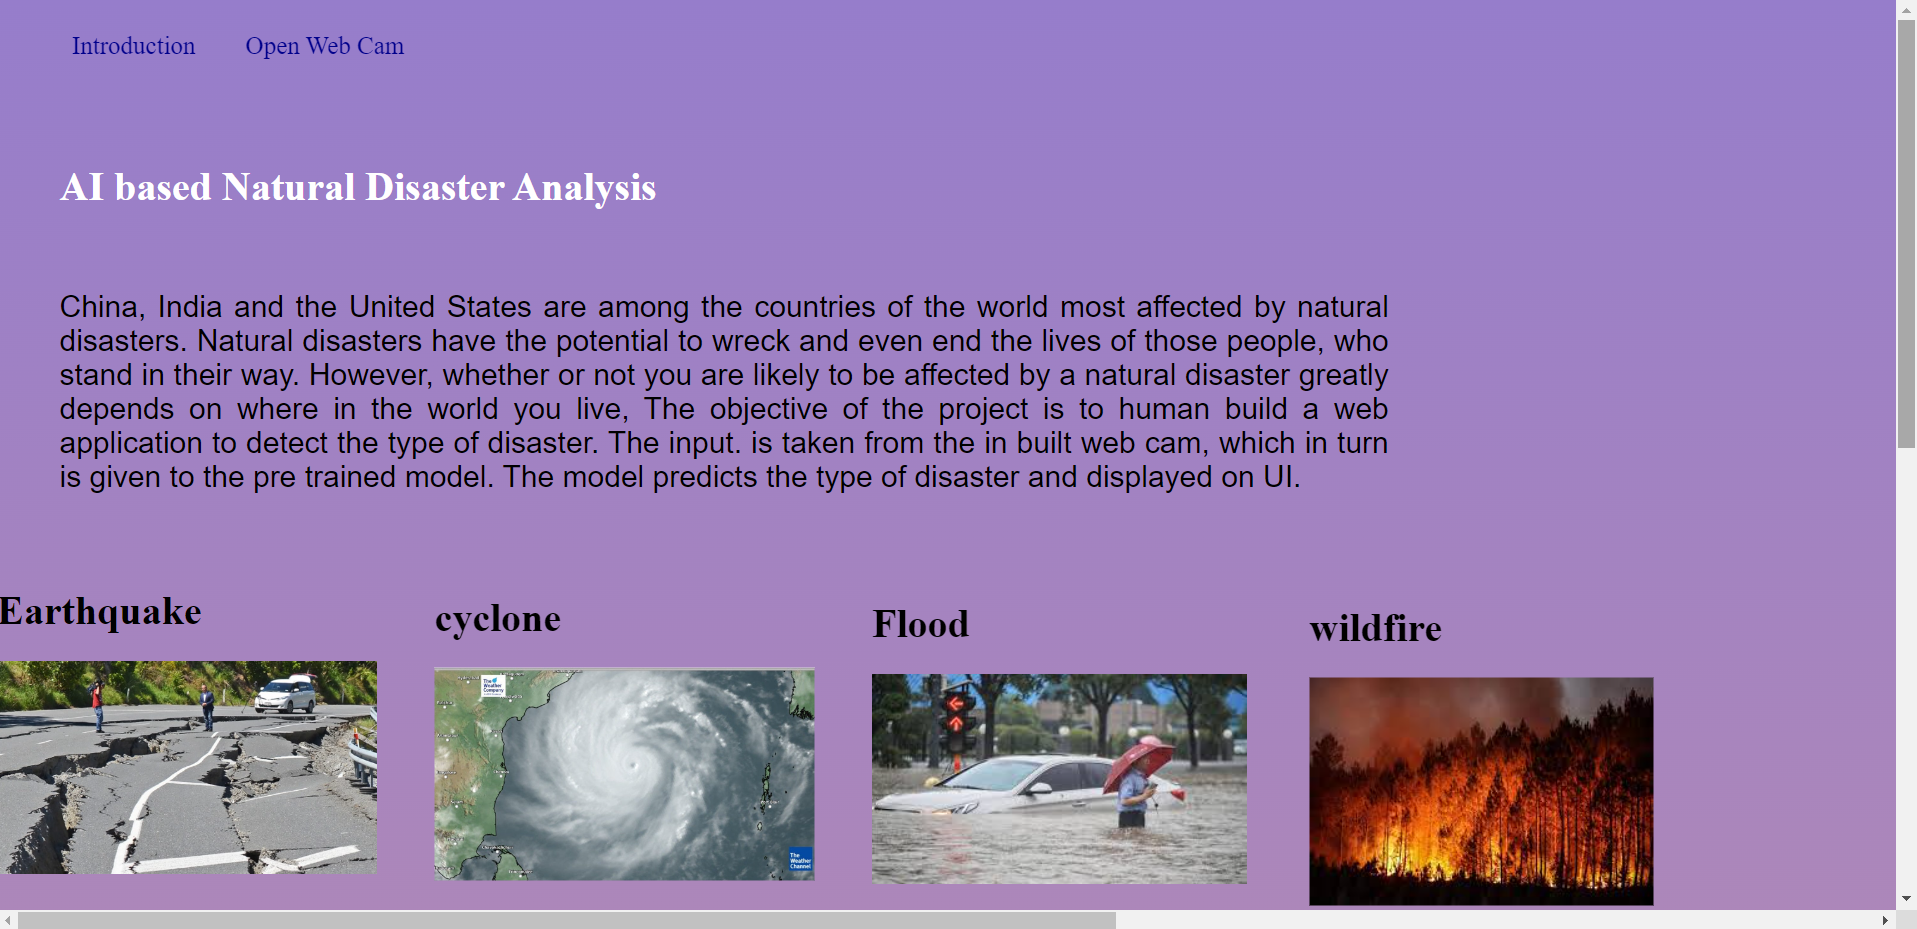 Introduction Open Web Cam
AI based Natural Disaster Analysis
China, India and the United States are among the countries of the world most affected by natural
disasters. Natural disasters have the potential to wreck and even end the lives of those people, who
stand in their way. However, whether or not you are likely to be affected by a natural disaster greatly
depends on where in the world you live, The objective of the project is to human build a web
application to detect the type of disaster. The input. is taken from the in built web cam, which in turn
is given to the pre trained model. The model predicts the type of disaster and displayed on UI.
Earthquake
cyclone
Flood
wildfire
The
Weather
Company
The
Weather
Channel